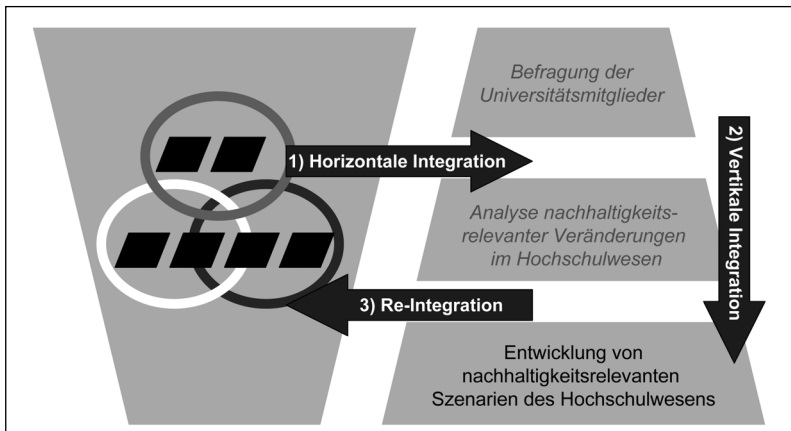 Befragung der
Universitätsmitglieder
1) Horizontale Integration
2) Vertikale Integration
Analyse nachhaltigkeits-
relevanter Veränderungen
im Hochschulwesen
3) Re-Integration
Entwicklung von
nachhaltigkeitsrelevanten
Szenarien des Hochschulwesens